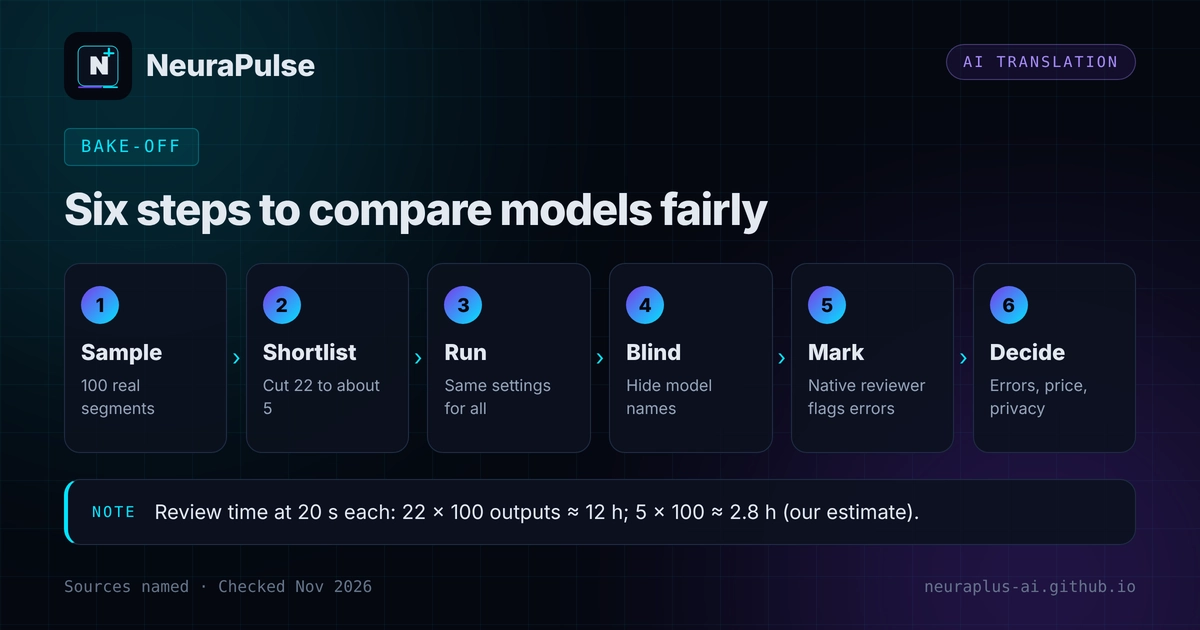 N
NeuraPulse
AI TRANSLATION
BAKE-OFF
Six steps to compare models fairly
1
Sample
100 real
segments
›
2
Shortlist
Cut 22 to about
5
›
3
Run
Same settings
for all
›
4
Blind
Hide model
names
›
5
Mark
Native reviewer
flags errors
›
6
Decide
Errors, price,
privacy
NOTE Review time at 20 s each: 22 × 100 outputs ≈ 12 h; 5 × 100 ≈ 2.8 h (our estimate).
Sources named · Checked Nov 2026
neuraplus-ai.github.io